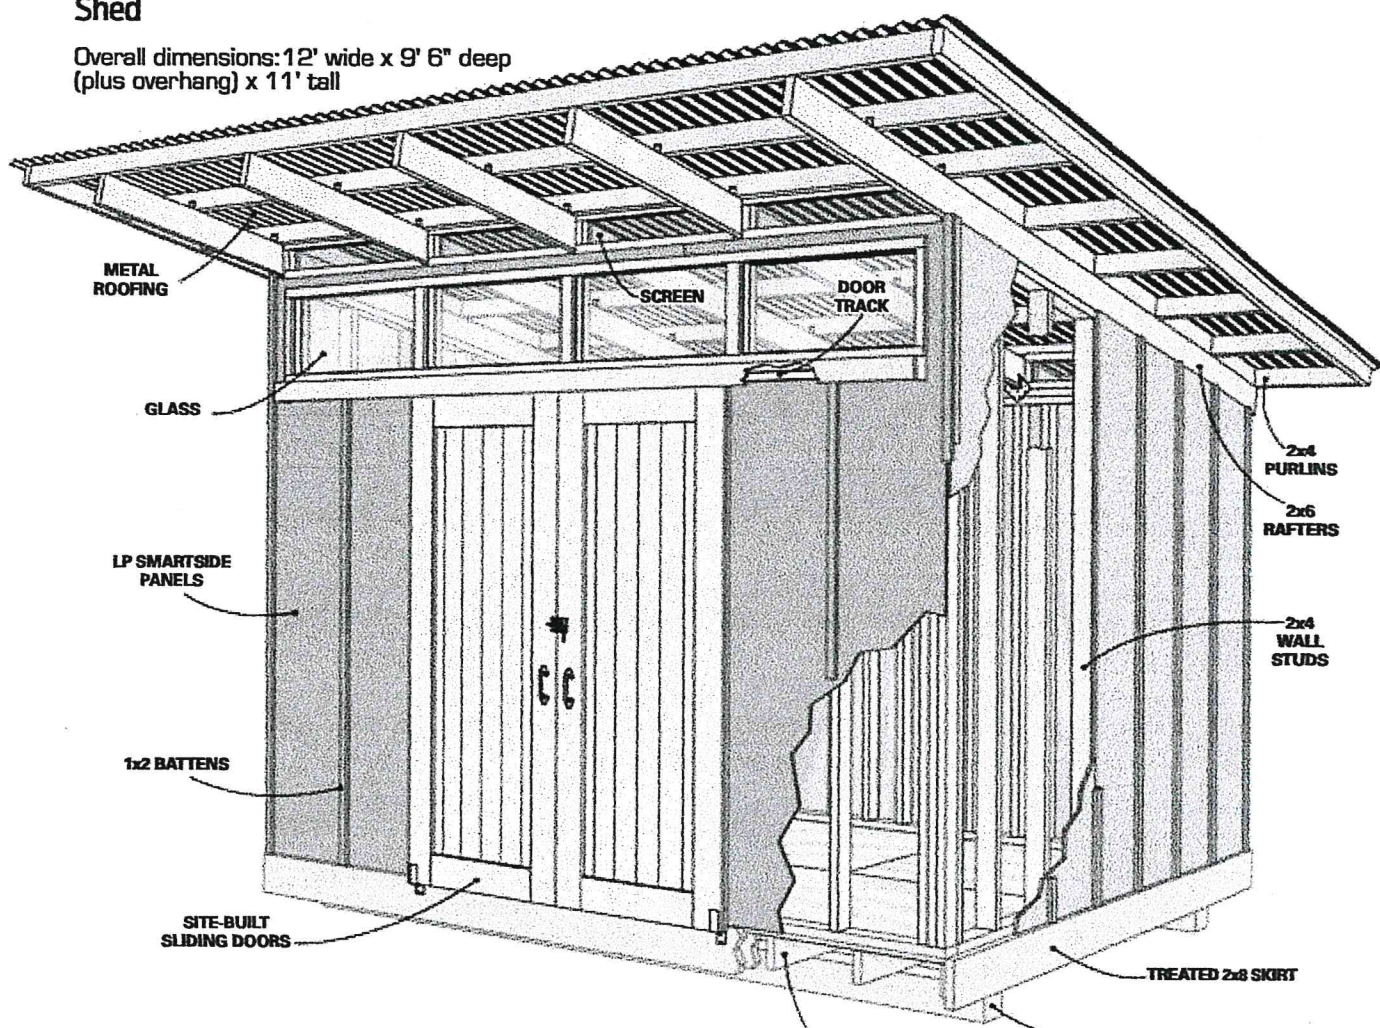 Shed
Overall dimensions: 12' wide x 9' 6" deep
(plus overhang) x 11' tall
METAL
ROOFING
SCREEN
DOOR
TRACK
GLASS
2x4
PURLINS
2x6
RAFTERS
LP SMARTSIDE
PANELS
2x4
WALL
STUDS
1x2 BATTENS
SITE-BUILT
SLIDING DOORS
TREATED 2x8 SKIRT